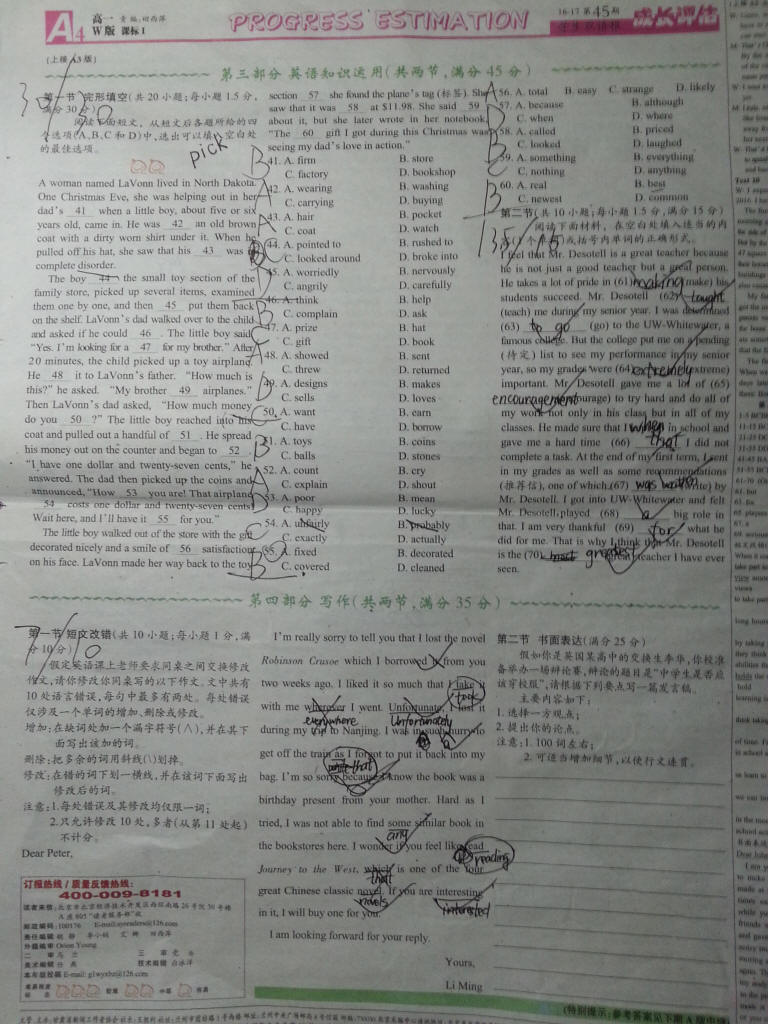 A4
高一
W版 课标I
责编:田西萍
PROGRESS ESTIMATION
16-17 第45期
学生双语报
成长评估
(上接A3版)
第三部分 英语知识运用(共两节,满分 45 分)
第一节 完形填空(共20小题;每小题1.5分,
满分30分)
阅读下面短文,从短文后各题所给的四
个选项(A、B、C和D)中,选出可以填入空白处
的最佳选项。
pick
A woman named LaVonn lived in North Dakota.
One Christmas Eve, she was helping out in her
dad's 41 when a little boy, about five or six
years old, came in. He was 42 an old brown
coat with a dirty worn shirt under it. When he
pulled off his hat, she saw that his 43 was
complete disorder.
The boy 44 the small toy section of the
family store, picked up several items, examined
them one by one, and then 45 put them back
on the shelf. LaVonn's dad walked over to the child
and asked if he could 46 . The little boy said,
"Yes. I'm looking for a 47 for my brother." After
20 minutes, the child picked up a toy airplane.
He 48 it to LaVonn's father. "How much is
this?" he asked. "My brother 49 airplanes."
Then LaVonn's dad asked, "How much money
do you 50 ?" The little boy reached into his
coat and pulled out a handful of 51 . He spread
his money out on the counter and began to 52 .
"I have one dollar and twenty-seven cents," he
answered. The dad then picked up the coins and
announced, "How 53 you are! That airplane
54 costs one dollar and twenty-seven cents.
Wait here, and I'll have it 55 for you."
The little boy walked out of the store with the gift
decorated nicely and a smile of 56 satisfaction
on his face. LaVonn made her way back to the toy
section 57 she found the plane's tag (标签). She
saw that it was 58 at $11.98. She said 59
about it, but she later wrote in her notebook,
"The 60 gift I got during this Christmas was
seeing my dad's love in action."
41. A. firm B. store
C. factory D. bookshop
42. A. wearing B. washing
C. carrying D. buying
43. A. hair B. pocket
C. coat D. watch
44. A. pointed to B. rushed to
C. looked around D. broke into
45. A. worriedly B. nervously
C. angrily D. carefully
46. A. think B. help
C. complain D. ask
47. A. prize B. hat
C. gift D. book
48. A. showed B. sent
C. threw D. returned
49. A. designs B. makes
C. sells D. loves
50. A. want B. earn
C. have D. borrow
51. A. toys B. coins
C. balls D. stones
52. A. count B. cry
C. explain D. shout
53. A. poor B. mean
C. happy D. lucky
54. A. unfairly B. probably
C. exactly D. actually
55. A. fixed B. decorated
C. covered D. cleaned
56. A. total B. easy C. strange D. likely
57. A. because B. although
C. when D. where
58. A. called B. priced
C. looked D. laughed
59. A. something B. everything
C. nothing D. anything
60. A. real B. best
C. newest D. common
第二节(共10小题;每小题1.5分,满分15分)
阅读下面材料,在空白处填入适当的内
容(1个单词)或括号内单词的正确形式。
I feel that Mr. Desotell is a great teacher because
he is not just a good teacher but a great person.
He takes a lot of pride in (61) making (make) his
students succeed. Mr. Desotell (62) taught
(teach) me during my senior year. I was determined
(63) to go (go) to the UW-Whitewater, a
famous college. But the college put me on a pending
(待定) list to see my performance in my senior
year, so my grades were (64) extremely (extreme)
important. Mr. Desotell gave me a lot of (65)
encouragement (encourage) to try hard and do all of
my work not only in his class but in all of my
classes. He made sure that I was when in school and
gave me a hard time (66) that I did not
complete a task. At the end of my first term, I sent
in my grades as well as some recommendations
(推荐信), one of which (67) was written (write) by
Mr. Desotell. I got into UW-Whitewater and felt
Mr. Desotell played (68) a big role in
that. I am very thankful (69) for what he
did for me. That is why I think that Mr. Desotell
is the (70) greatest (great) teacher I have ever
seen.
第四部分 写作(共两节,满分 35 分)
第一节 短文改错(共10小题;每小题1分,满
分10分)
7/10
假定英语课上老师要求同桌之间交换修改
作文,请你修改你同桌写的以下作文。文中共有
10处语言错误,每句中最多有两处。每处错误
仅涉及一个单词的增加、删除或修改。
增加:在缺词处加一个漏字符号(∧),并在其下
面写出该加的词。
删除:把多余的词用斜线(\)划掉。
修改:在错的词下划一横线,并在该词下面写出
修改后的词。
注意:1.每处错误及其修改均仅限一词;
2.只允许修改10处,多者(从第11处起)
不计分。
Dear Peter,
I'm really sorry to tell you that I lost the novel
Robinson Crusoe which I borrowed from you
two weeks ago. I liked it so much that I take it
took
with me wherever I went. Unfortunate, I lost it
everywhere Unfortunately
during my trip to Nanjing. I was in such hurry to
a
get off the train as I forgot to put it back into my
that
bag. I'm so sorry because I know the book was a
birthday present from your mother. Hard as I
tried, I was not able to find some similar book in
any
the bookstores here. I wonder if you feel like read
reading
Journey to the West, which is one of the four
that
great Chinese classic novel. If you are interesting
novels interested
in it, I will buy one for you.
I am looking forward for your reply.
Yours,
Li Ming
第二节 书面表达(满分25分)
假如你是英国某高中的交换生李华,你校准
备举办一场辩论赛,辩论的题目是"中学生是否应
该穿校服",请根据下列要点写一篇发言稿。
主要内容如下:
1. 选择一方观点;
2. 提出你的论点。
注意:1. 100词左右;
2. 可适当增加细节,以使行文连贯。
订报热线/质量反馈热线:
400-009-8181